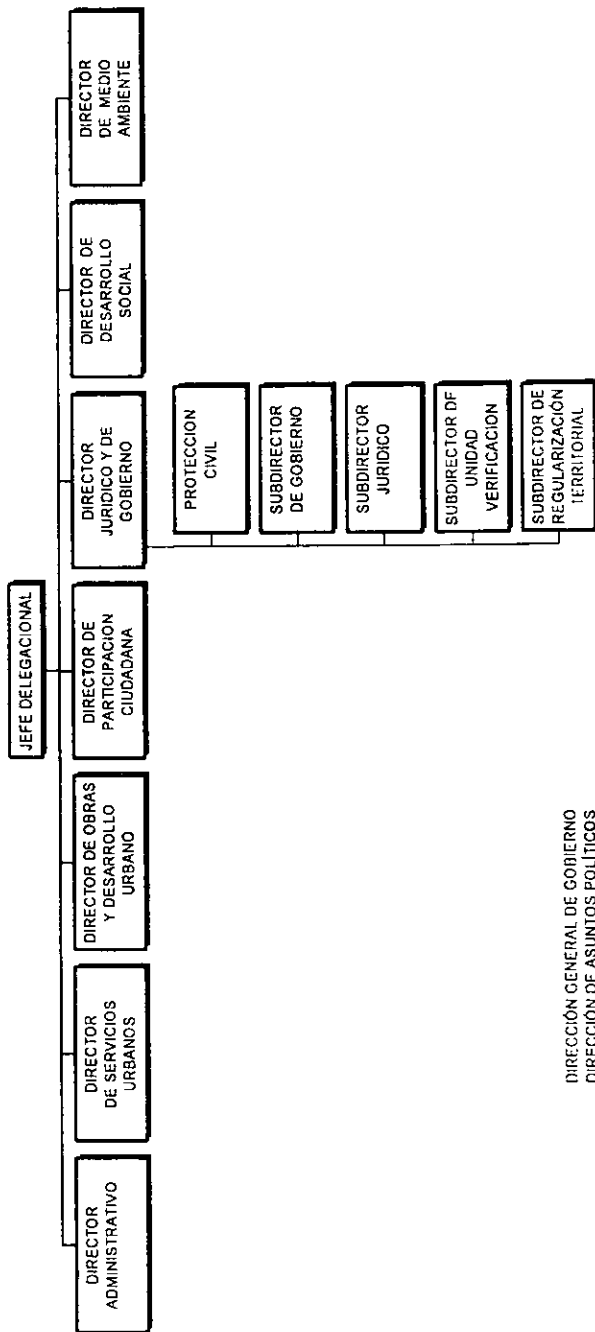 JEFE DELEGACIONAL
DIRECTOR
ADMINISTRATIVO
DIRECTOR
DE SERVICIOS
URBANOS
DIRECTOR DE OBRAS
Y DESARROLLO
URBANO
DIRECTOR DE
PARTICIPACION
CIUDADANA
DIRECTOR
JURIDICO Y DE
GOBIERNO
DIRECTOR DE
DESARROLLO
SOCIAL
DIRECTOR
DE MEDIO
AMBIENTE
PROTECCION
CIVIL
SUBDIRECTOR
DE GOBIERNO
SUBDIRECTOR
JURIDICO
SUBDIRECTOR DE
UNIDAD
VERIFICACION
SUBDIRECTOR DE
REGULARIZACIÓN
TERRITORIAL
DIRECCIÓN GENERAL DE GOBIERNO
DIRECCIÓN DE ASUNTOS POLÍTICOS